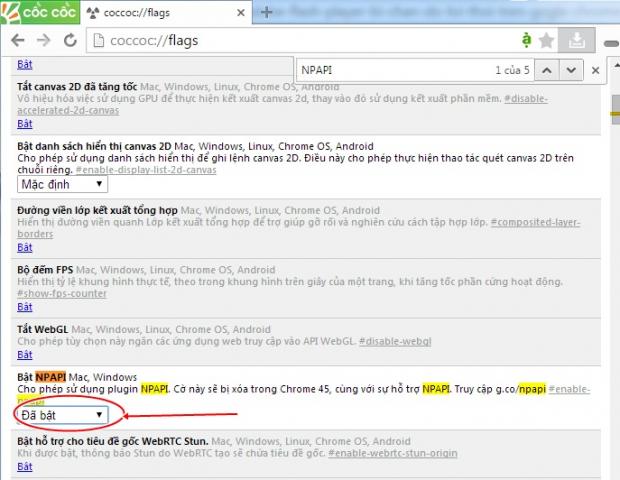 cốc cốc
coccoc://flags
coccoc://flags
Bật
NPAPI 1 của 5
Tắt canvas 2D đã tăng tốc Mac, Windows, Linux, Chrome OS, Android
Vô hiệu hóa việc sử dụng GPU để thực hiện kết xuất canvas 2d, thay vào đó sử dụng kết xuất phần mềm. #disable-
accelerated-2d-canvas
Bật
Bật danh sách hiển thị canvas 2D Mac, Windows, Linux, Chrome OS, Android
Cho phép sử dụng danh sách hiển thị để ghi lệnh canvas 2D. Điều này cho phép thực hiện thao tác quét canvas 2D trên
chuỗi riêng. #enable-display-list-2d-canvas
Mặc định
Đường viền lớp kết xuất tổng hợp Mac, Windows, Linux, Chrome OS, Android
Hiển thị đường viền quanh Lớp kết xuất tổng hợp để trợ giúp gỡ rối và nghiên cứu cách tập hợp lớp. #composited-layer-
borders
Bật
Bộ đếm FPS Mac, Windows, Linux, Chrome OS, Android
Hiển thị tỷ lệ khung hình thực tế, theo trong khung hình trên giây của một trang, khi tăng tốc phần cứng hoạt động.
#show-fps-counter
Bật
Tắt WebGL Mac, Windows, Linux, Chrome OS, Android
Cho phép tùy chọn này ngăn các ứng dụng web truy cập vào API WebGL. #disable-webgl
Bật
Bật NPAPI Mac, Windows
Cho phép sử dụng plugin NPAPI. Cờ này sẽ bị xóa trong Chrome 45, cùng với sự hỗ trợ NPAPI. Truy cập g.co/npapi #enable-
npapi
Đã bật
Bật hỗ trợ cho tiêu đề gốc WebRTC Stun. Mac, Windows, Linux, Chrome OS, Android
Khi được bật, thông báo Stun do WebRTC tạo sẽ chứa tiêu đề gốc. #enable-webrtc-stun-origin
Bật